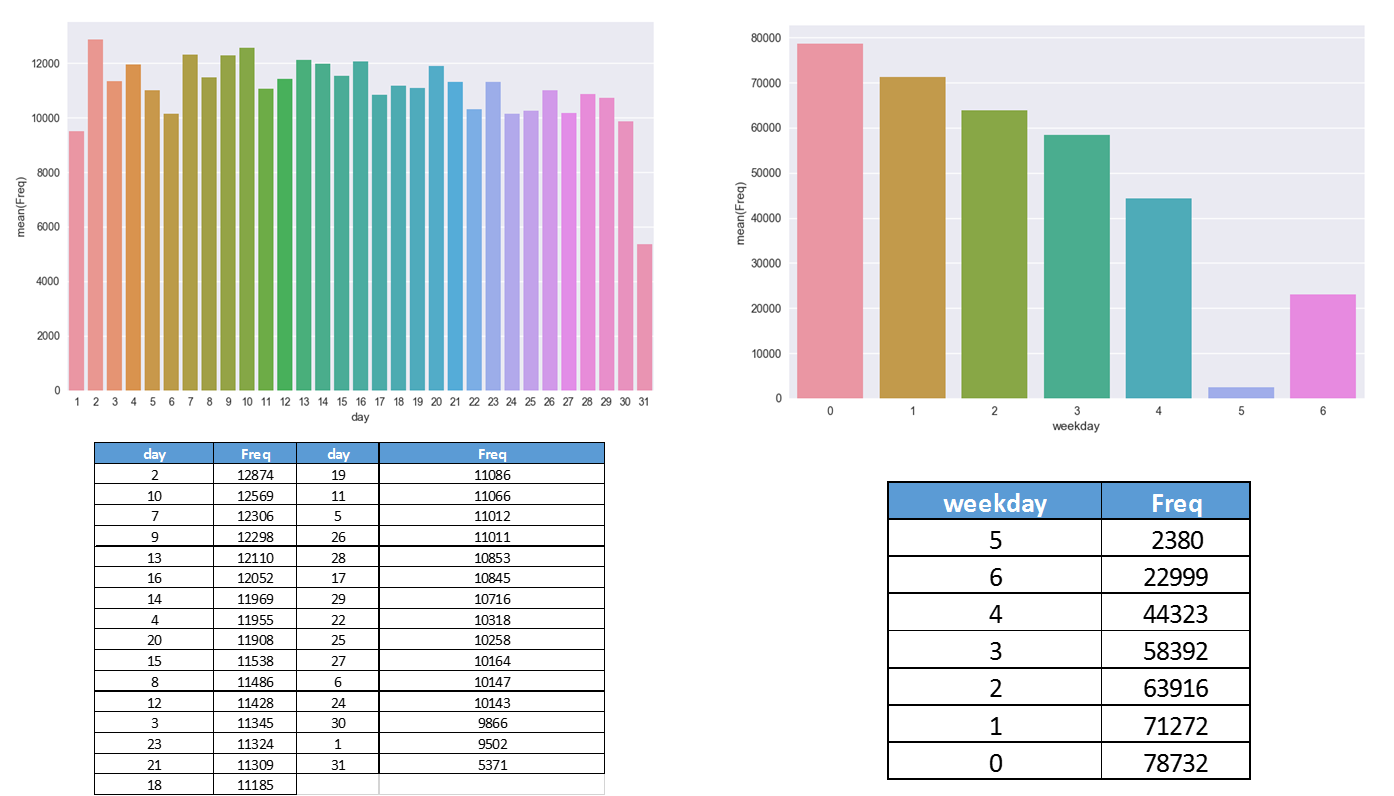 12000
10000
8000
6000
4000
2000
0
mean(Freq)
1 2 3 4 5 6 7 8 9 10 11 12 13 14 15 16 17 18 19 20 21 22 23 24 25 26 27 28 29 30 31
day
80000
70000
60000
50000
40000
30000
20000
10000
0
mean(Freq)
0 1 2 3 4 5 6
weekday
day Freq day Freq
2 12874 19 11086
10 12569 11 11066
7 12306 5 11012
9 12298 26 11011
13 12110 28 10853
16 12052 17 10845
14 11969 29 10716
4 11955 22 10318
20 11908 25 10258
15 11538 27 10164
8 11486 6 10147
12 11428 24 10143
3 11345 30 9866
23 11324 1 9502
21 11309 31 5371
18 11185
weekday Freq
5 2380
6 22999
4 44323
3 58392
2 63916
1 71272
0 78732